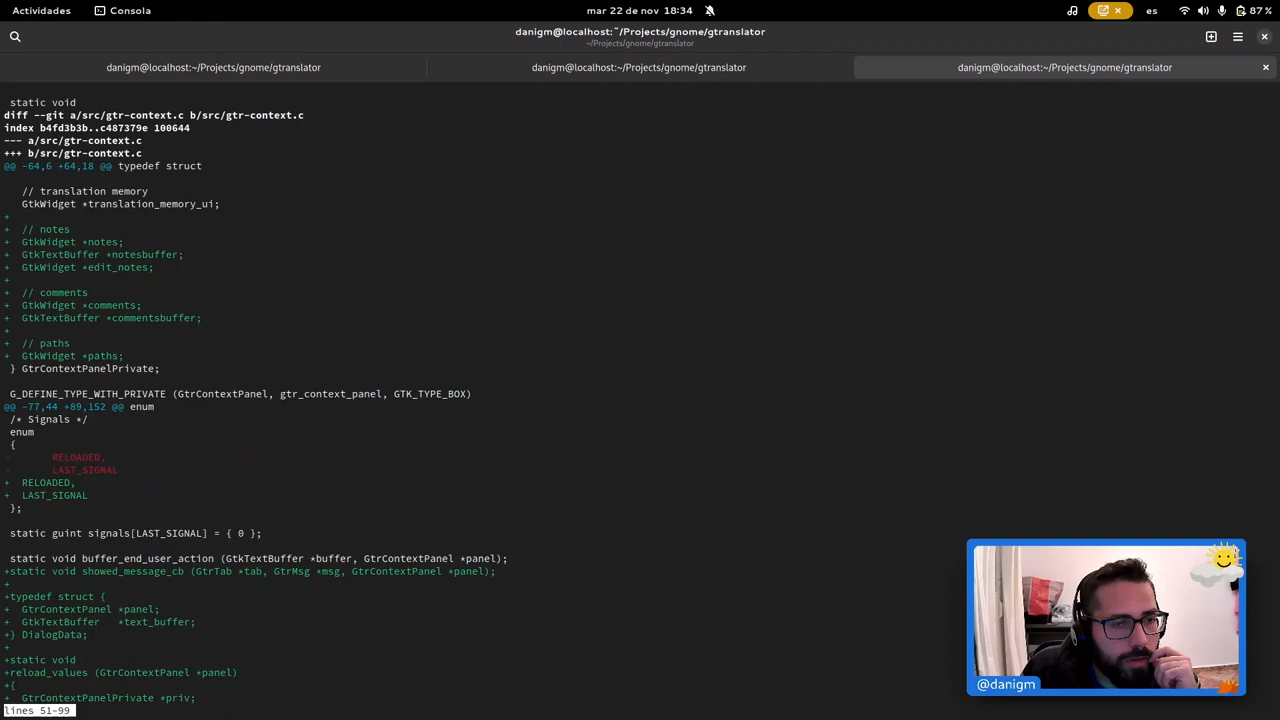 Actividades
Consola
mar 22 de nov 18:34
es
87 %
danigm@localhost:~/Projects/gnome/gtranslator
~/Projects/gnome/gtranslator
danigm@localhost:~/Projects/gnome/gtranslator
danigm@localhost:~/Projects/gnome/gtranslator
danigm@localhost:~/Projects/gnome/gtranslator
static void
diff --git a/src/gtr-context.c b/src/gtr-context.c
index b4fd3b3b..c487379e 100644
--- a/src/gtr-context.c
+++ b/src/gtr-context.c
@@ -64,6 +64,18 @@ typedef struct
// translation memory
GtkWidget *translation_memory_ui;
+
+  // notes
+  GtkWidget *notes;
+  GtkTextBuffer *notesbuffer;
+  GtkWidget *edit_notes;
+
+  // comments
+  GtkWidget *comments;
+  GtkTextBuffer *commentsbuffer;
+
+  // paths
+  GtkWidget *paths;
} GtrContextPanelPrivate;
G_DEFINE_TYPE_WITH_PRIVATE (GtrContextPanel, gtr_context_panel, GTK_TYPE_BOX)
@@ -77,44 +89,152 @@ enum
/* Signals */
enum
{
-       RELOADED,
-       LAST_SIGNAL
+  RELOADED,
+  LAST_SIGNAL
};
static guint signals[LAST_SIGNAL] = { 0 };
static void buffer_end_user_action (GtkTextBuffer *buffer, GtrContextPanel *panel);
+static void showed_message_cb (GtrTab *tab, GtrMsg *msg, GtrContextPanel *panel);
+
+typedef struct {
+  GtrContextPanel *panel;
+  GtkTextBuffer   *text_buffer;
+} DialogData;
+
+static void
+reload_values (GtrContextPanel *panel)
+{
+  GtrContextPanelPrivate *priv;
lines 51-99
@danigm